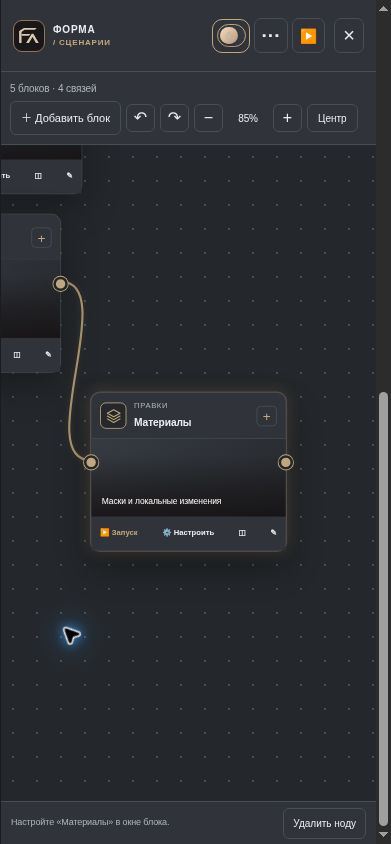 ФОРМА
/ СЦЕНАРИИ
5 блоков · 4 связей
+ Добавить блок
85%
Центр
ть
ПРАВКИ
Материалы
Маски и локальные изменения
Запуск
Настроить
Настройте «Материалы» в окне блока.
Удалить ноду